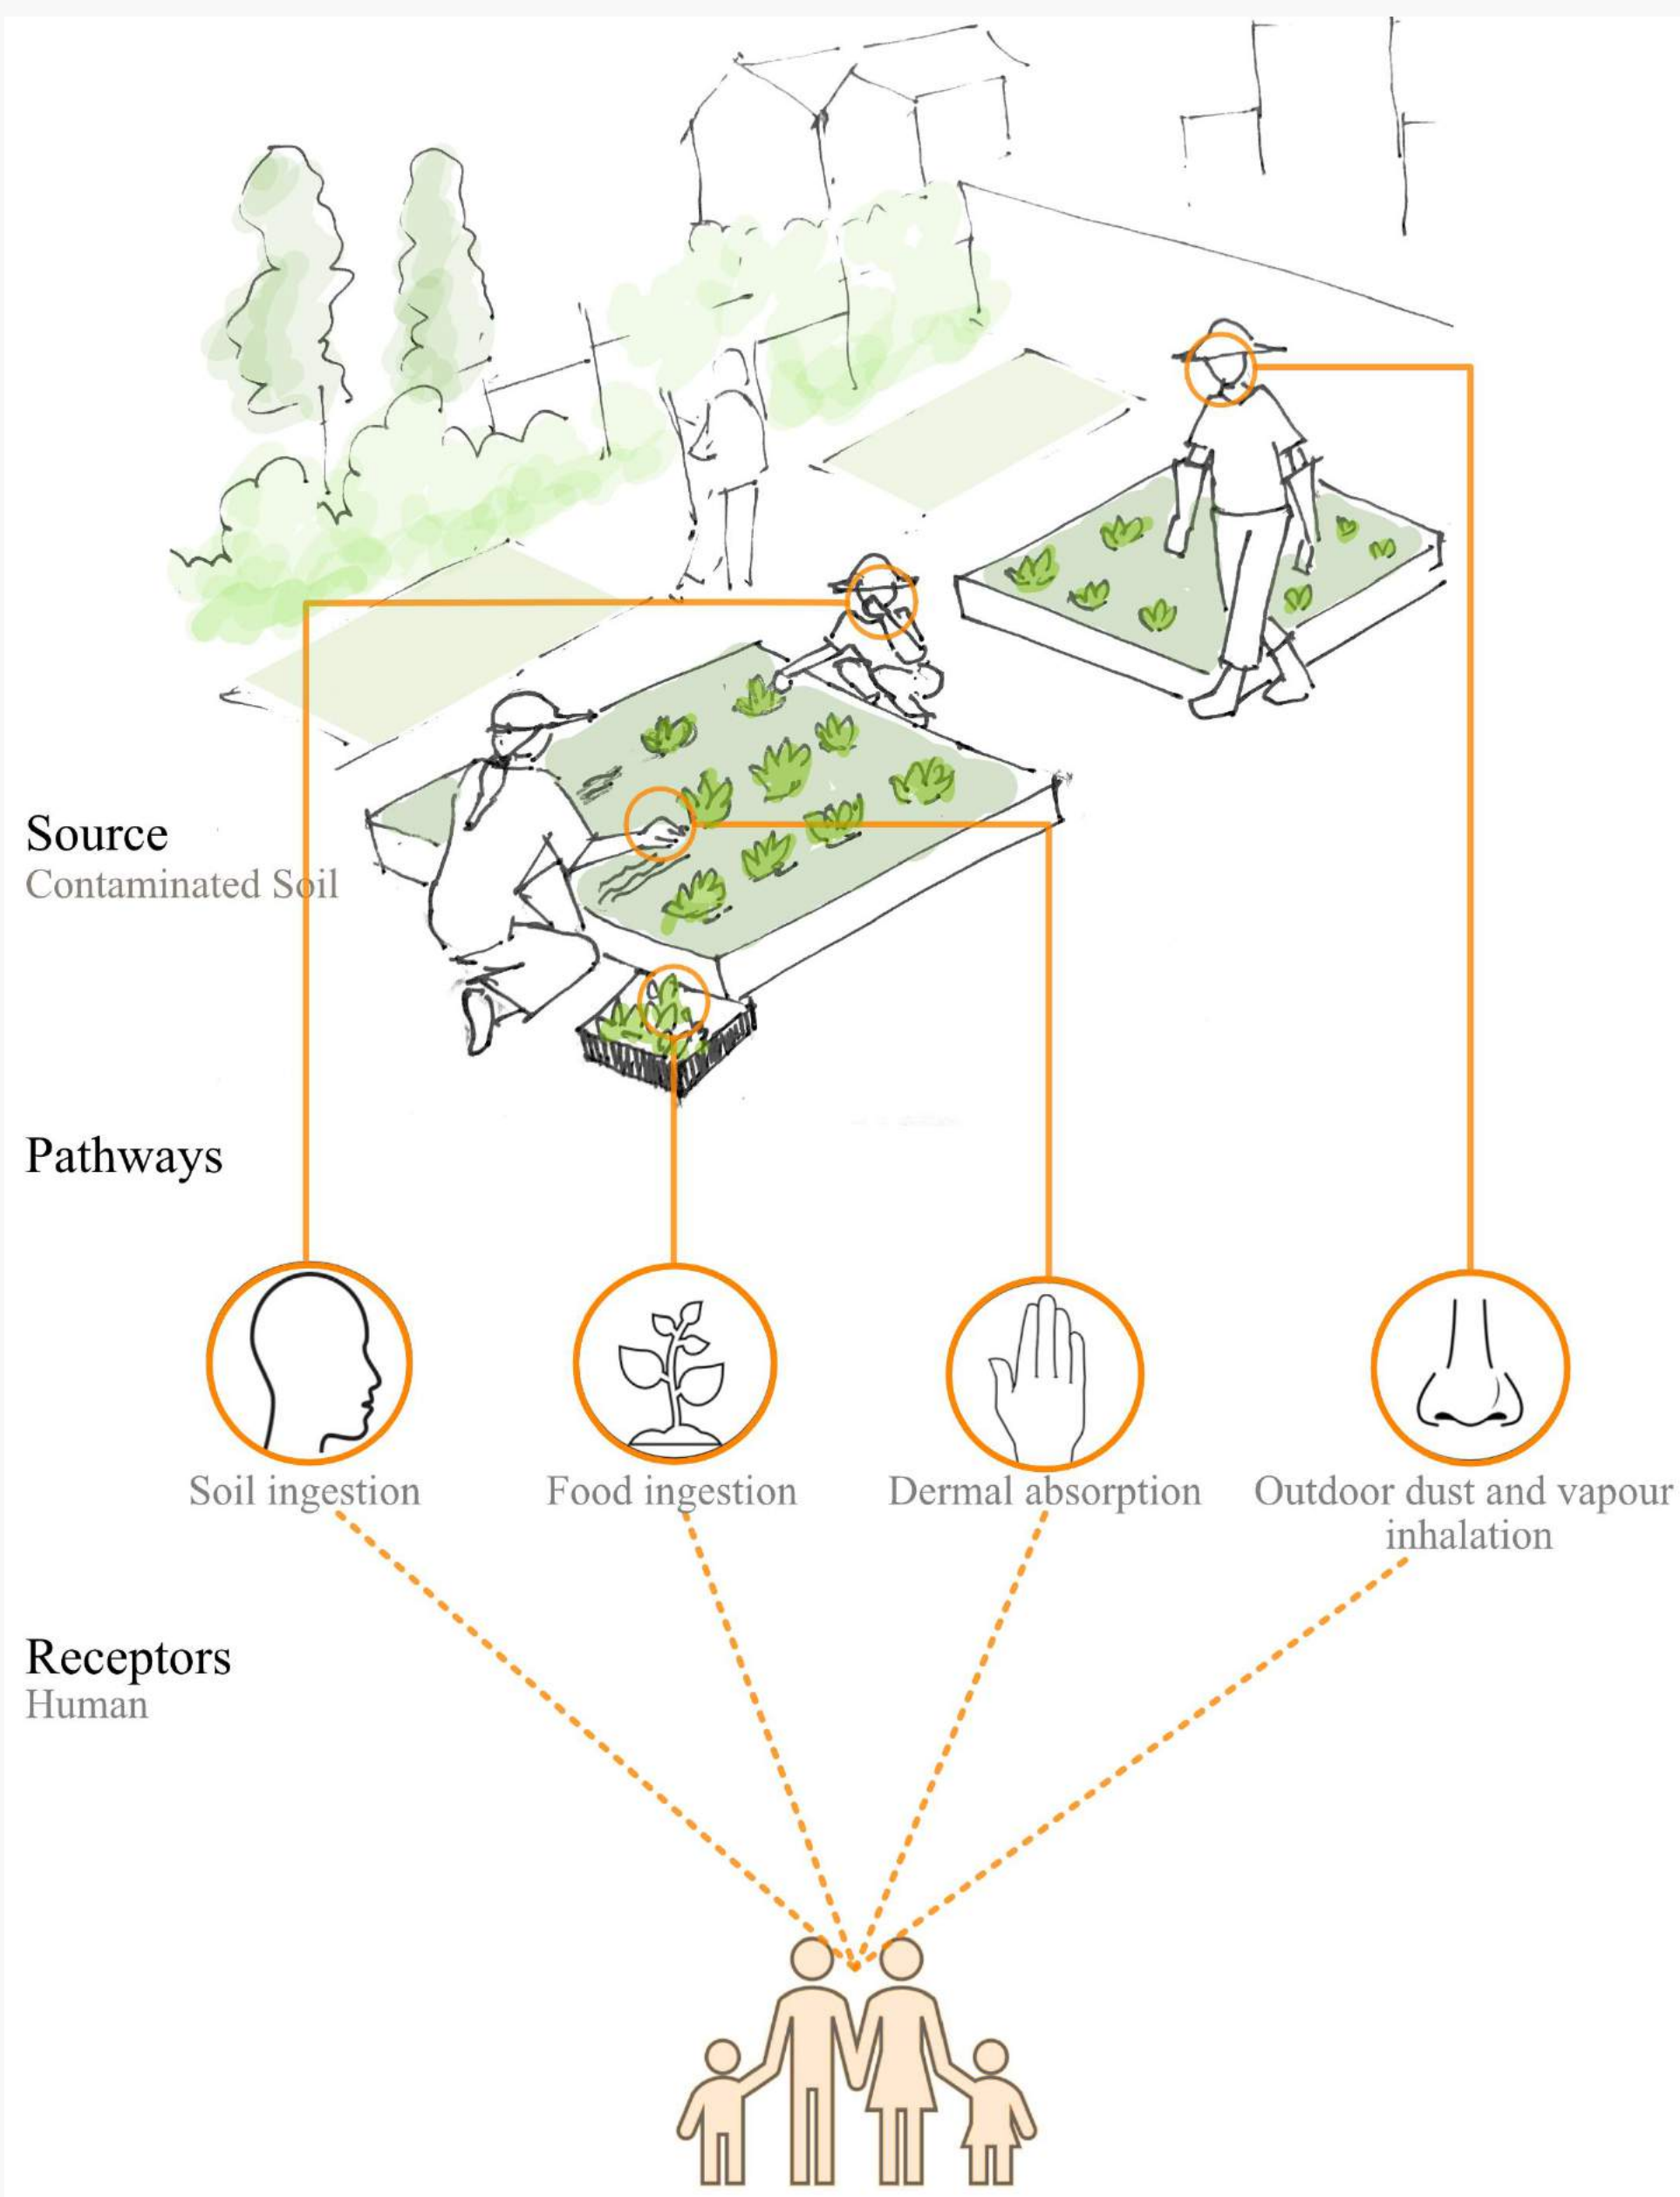 Source
Contaminated Soil
Pathways
Soil ingestion
Food ingestion
Dermal absorption
Outdoor dust and vapour
inhalation
Receptors
Human